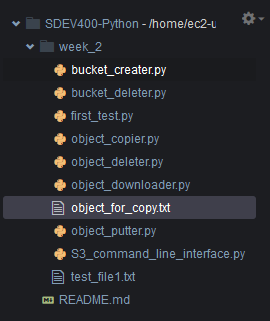 SDEV400-Python - /home/ec2-u
week_2
bucket_creater.py
bucket_deleter.py
first_test.py
object_copier.py
object_deleter.py
object_downloader.py
object_for_copy.txt
object_putter.py
S3_command_line_interface.py
test_file1.txt
README.md